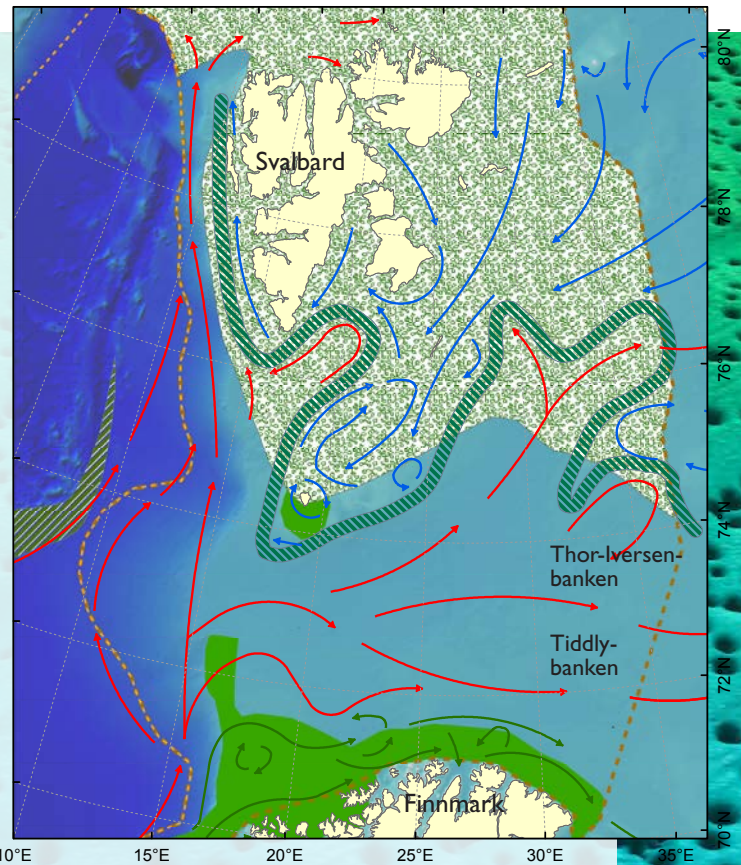 80°N
Svalbard
78°N
76°N
74°N
Thor-Iversen-
banken
Tiddly-
banken
72°N
Finnmark
70°N
10°E
15°E
20°E
25°E
30°E
35°E